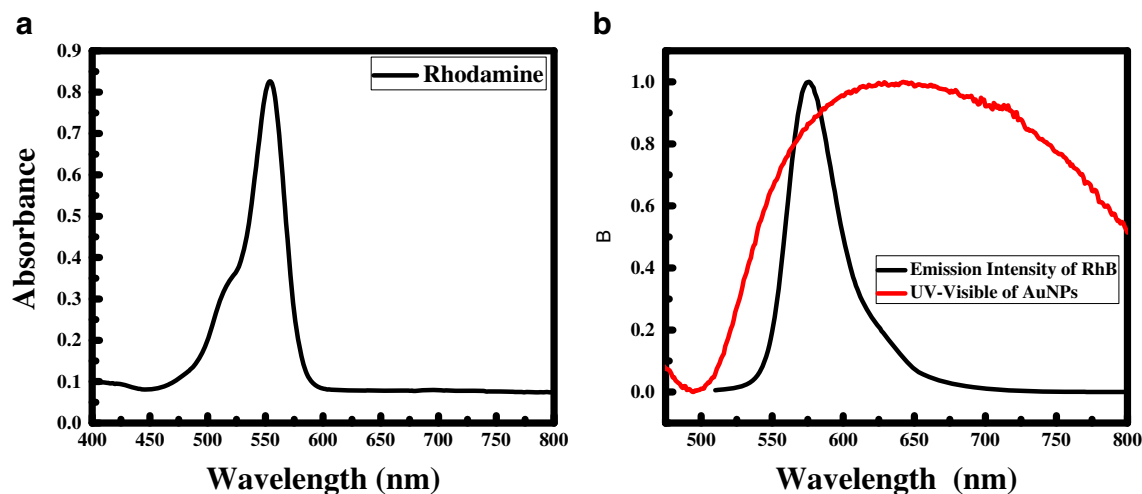 a
0.9
0.8
0.7
0.6
0.5
0.4
0.3
0.2
0.1
0.0
Absorbance
Rhodamine
400 450 500 550 600 650 700 750 800
Wavelength (nm)
b
1.0
0.8
0.6
0.4
0.2
0.0
B
Emission Intensity of RhB
UV-Visible of AuNPs
500 550 600 650 700 750 800
Wavelength (nm)